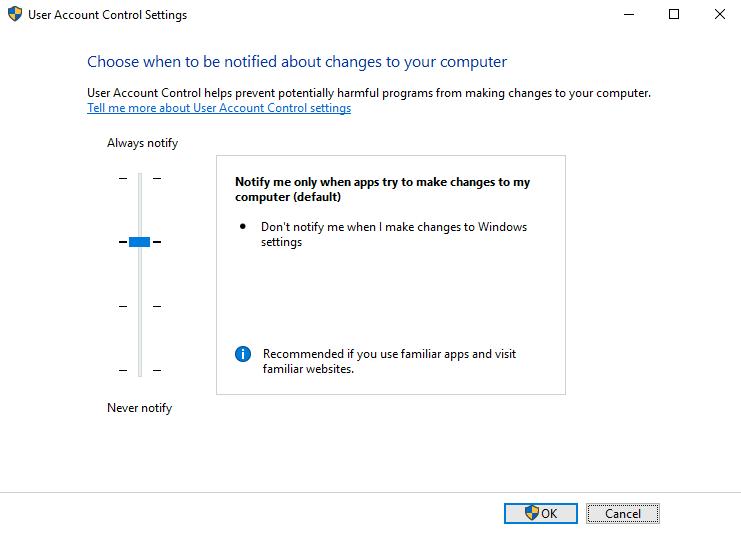 User Account Control Settings
Choose when to be notified about changes to your computer
User Account Control helps prevent potentially harmful programs from making changes to your computer.
Tell me more about User Account Control settings
Always notify
Notify me only when apps try to make changes to my
computer (default)
Don't notify me when I make changes to Windows
settings
Recommended if you use familiar apps and visit
familiar websites.
Never notify
OK
Cancel